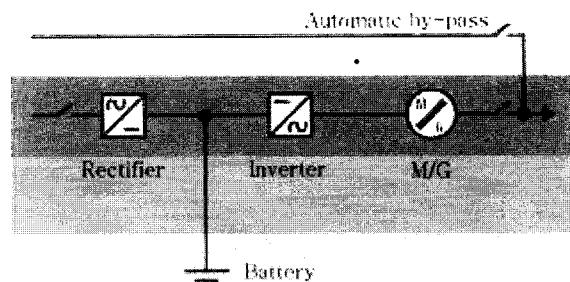 Automatic by-pass
M
G
Rectifier
Inverter
M/G
Battery